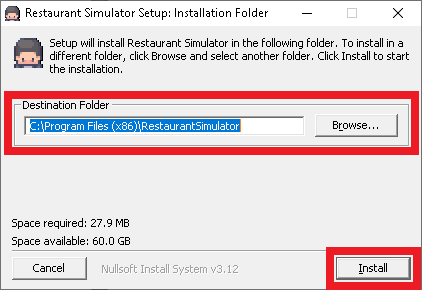 Restaurant Simulator Setup: Installation Folder
Setup will install Restaurant Simulator in the following folder. To install in a
different folder, click Browse and select another folder. Click Install to start
the installation.
Destination Folder
C:\Program Files (x86)\RestaurantSimulator
Browse...
Space required: 27.9 MB
Space available: 60.0 GB
Cancel
Nullsoft Install System v3.12
Install